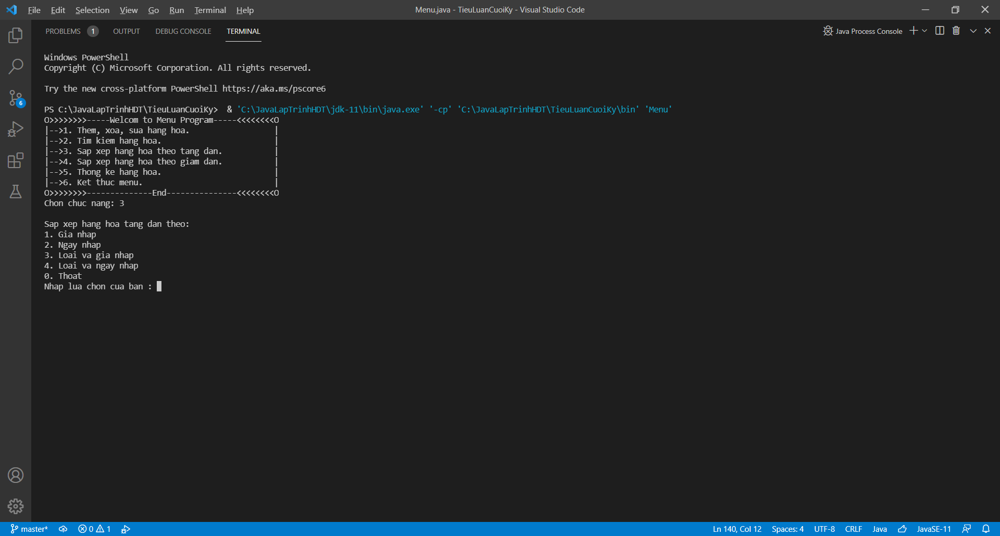 File Edit Selection View Go Run Terminal Help
Menu.java - TieuLuanCuoiKy - Visual Studio Code
PROBLEMS 1 OUTPUT DEBUG CONSOLE TERMINAL
Java Process Console
Windows PowerShell
Copyright (C) Microsoft Corporation. All rights reserved.
Try the new cross-platform PowerShell https://aka.ms/pscore6
PS C:\JavaLapTrinhHDT\TieuLuanCuoiKy>  & 'C:\JavaLapTrinhHDT\jdk-11\bin\java.exe' '-cp' 'C:\JavaLapTrinhHDT\TieuLuanCuoiKy\bin' 'Menu'
O>>>>>>>>-----Welcom to Menu Program-----<<<<<<<<O
|-->1. Them, xoa, sua hang hoa.                  |
|-->2. Tim kiem hang hoa.                        |
|-->3. Sap xep hang hoa theo tang dan.           |
|-->4. Sap xep hang hoa theo giam dan.           |
|-->5. Thong ke hang hoa.                        |
|-->6. Ket thuc menu.                            |
O>>>>>>>>--------------End---------------<<<<<<<<O
Chon chuc nang: 3
Sap xep hang hoa tang dan theo:
1. Gia nhap
2. Ngay nhap
3. Loai va gia nhap
4. Loai va ngay nhap
0. Thoat
Nhap lua chon cua ban :
6
master* 0 1
Ln 140, Col 12 Spaces: 4 UTF-8 CRLF Java JavaSE-11